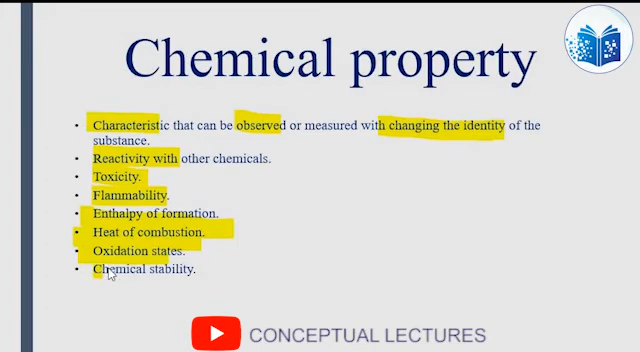 Chemical property
• Characteristic that can be observed or measured with changing the identity of the
substance.
• Reactivity with other chemicals.
• Toxicity.
• Flammability.
• Enthalpy of formation.
• Heat of combustion.
• Oxidation states.
• Chemical stability.
CONCEPTUAL LECTURES